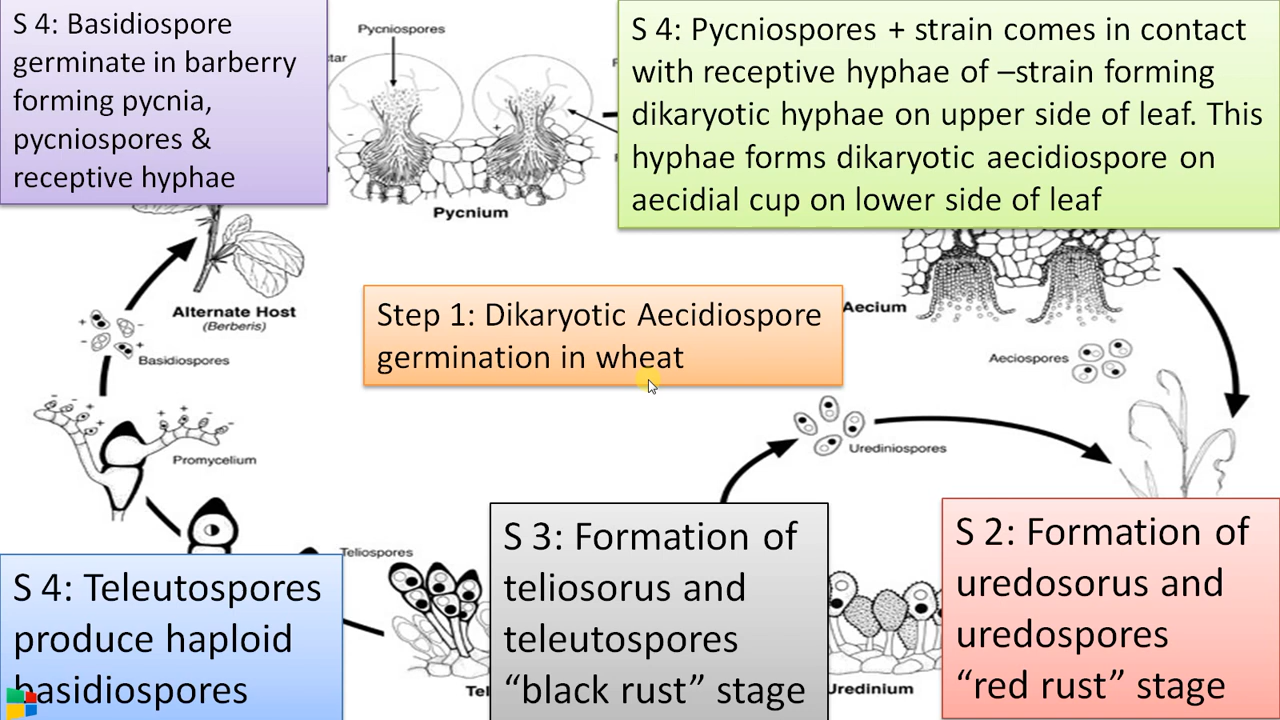 S 4: Basidiospore
germinate in barberry
forming pycnia,
pycniospores &
receptive hyphae
Pycniospores
Pycnium
S 4: Pycniospores + strain comes in contact
with receptive hyphae of –strain forming
dikaryotic hyphae on upper side of leaf. This
hyphae forms dikaryotic aecidiospore on
aecidial cup on lower side of leaf
Alternate Host
(Berberis)
Basidiospores
Step 1: Dikaryotic Aecidiospore
germination in wheat
Aecium
Aeciospores
Promycelium
Urediniospores
Teliospores
S 4: Teleutospores
produce haploid
basidiospores
S 3: Formation of
teliosorus and
teleutospores
“black rust” stage
Uredinium
S 2: Formation of
uredosorus and
uredospores
“red rust” stage